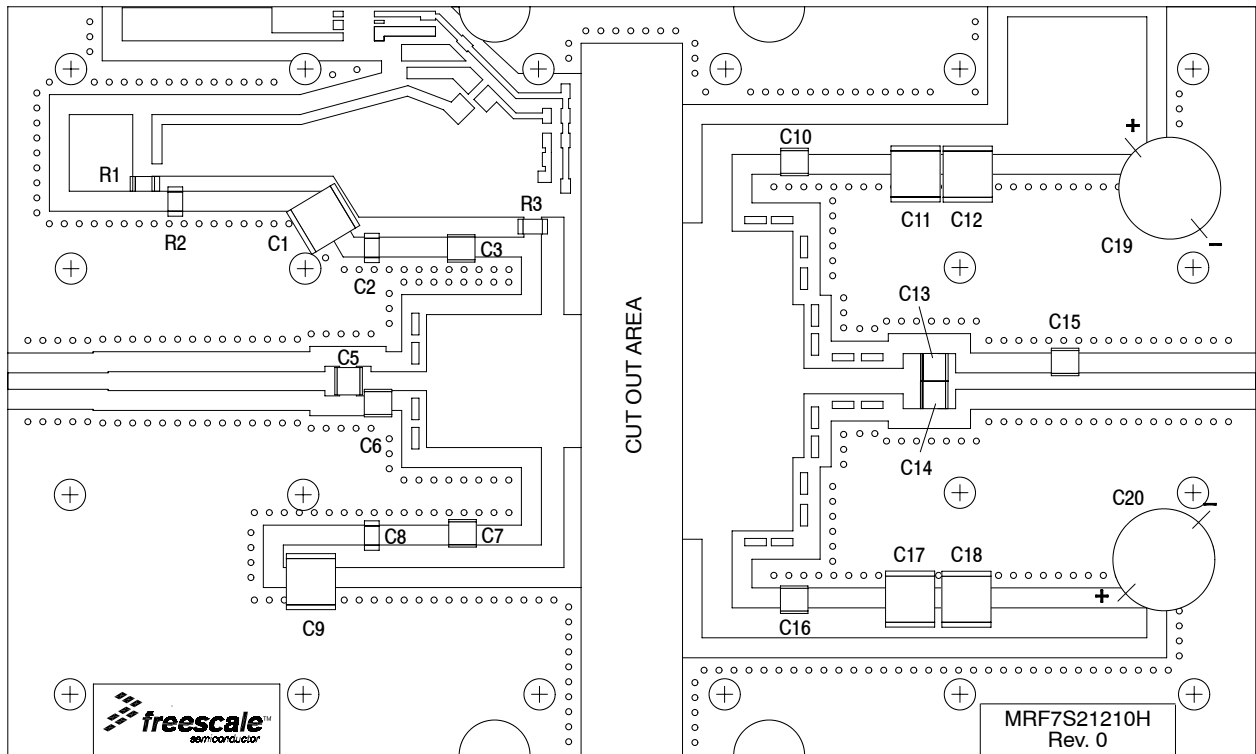 C10
R1
R2
C1
R3
C3
C2
C11
C12
C19
+
−
C13
C15
C5
C6
C14
CUT OUT AREA
C8
C7
C9
C20
C17
C18
C16
−
+
freescale™
semiconductor
MRF7S21210H
Rev. 0